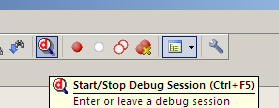 Start/Stop Debug Session (Ctrl+F5)
Enter or leave a debug session